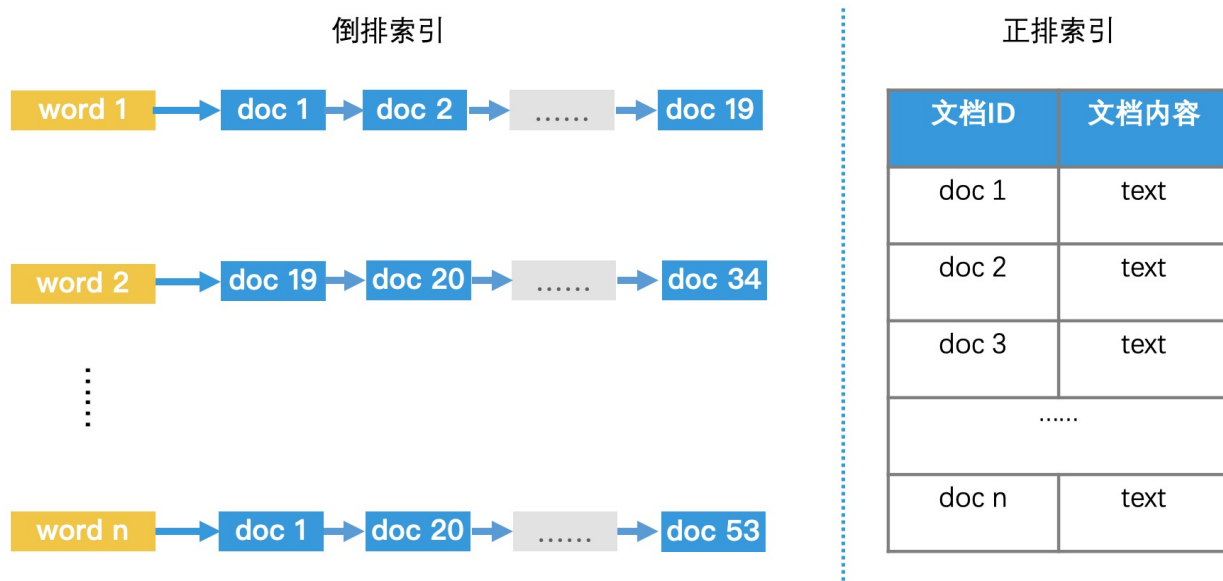 倒排索引
word 1 doc 1 doc 2 …… doc 19
word 2 doc 19 doc 20 …… doc 34
……
word n doc 1 doc 20 …… doc 53
正排索引
文档ID 文档内容
doc 1 text
doc 2 text
doc 3 text
……
doc n text